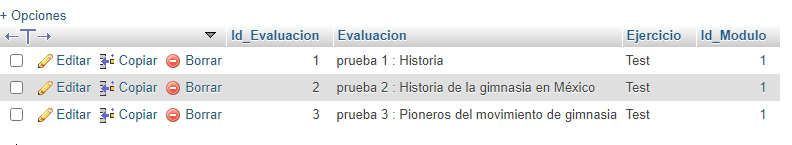 + Opciones
Id_Evaluacion Evaluacion Ejercicio Id_Modulo
Editar Copiar Borrar 1 prueba 1 : Historia Test 1
Editar Copiar Borrar 2 prueba 2 : Historia de la gimnasia en México Test 1
Editar Copiar Borrar 3 prueba 3 : Pioneros del movimiento de gimnasia Test 1